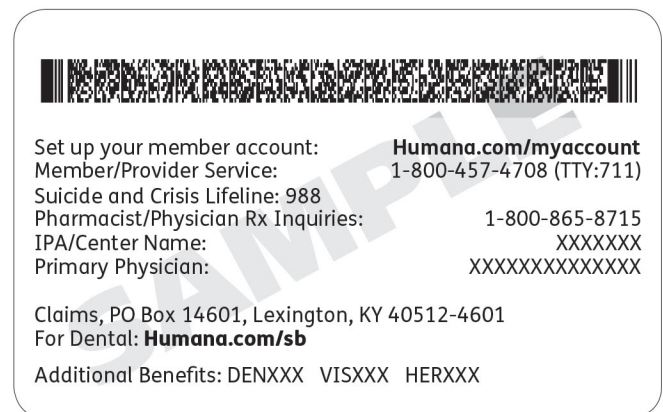 Set up your member account: Humana.com/myaccount
Member/Provider Service: 1-800-457-4708 (TTY:711)
Suicide and Crisis Lifeline: 988
Pharmacist/Physician Rx Inquiries: 1-800-865-8715
IPA/Center Name: XXXXXXX
Primary Physician: XXXXXXXXXXXXXX
Claims, PO Box 14601, Lexington, KY 40512-4601
For Dental: Humana.com/sb
Additional Benefits: DENXXX VISXXX HERXXX
SAMPLE